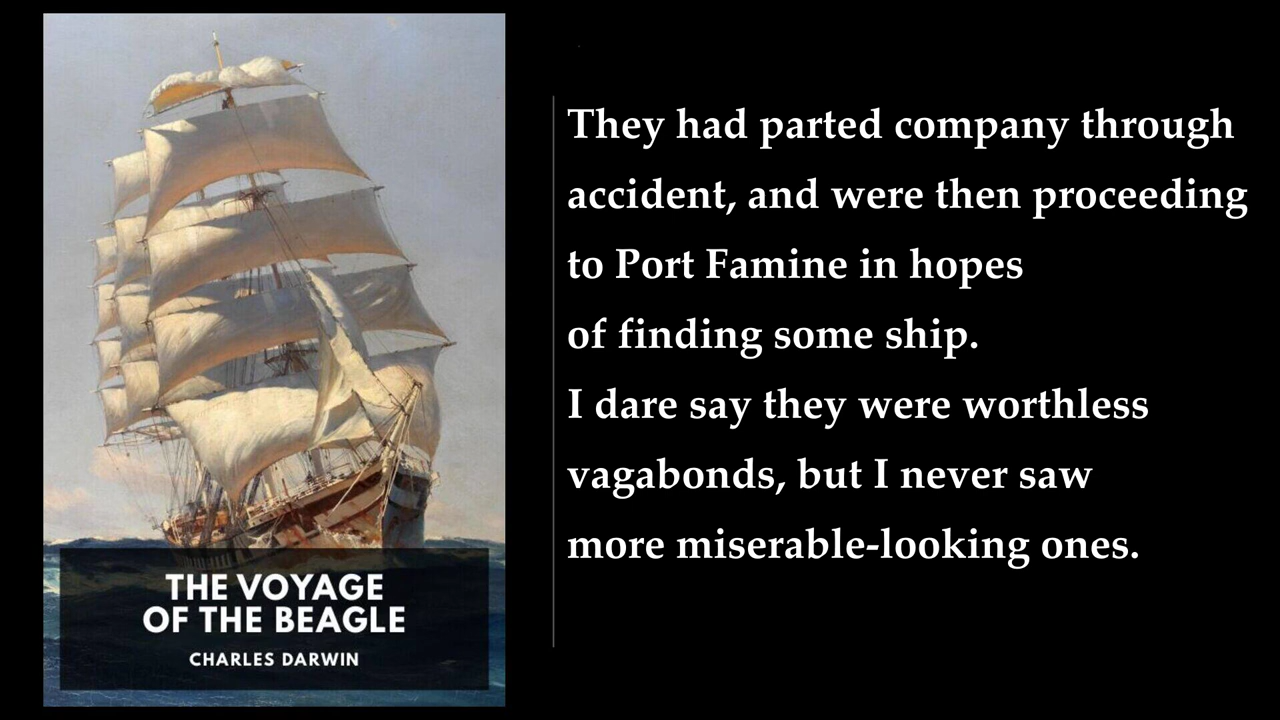 They had parted company through
accident, and were then proceeding
to Port Famine in hopes
of finding some ship.
I dare say they were worthless
vagabonds, but I never saw
more miserable-looking ones.
THE VOYAGE
OF THE BEAGLE
CHARLES DARWIN